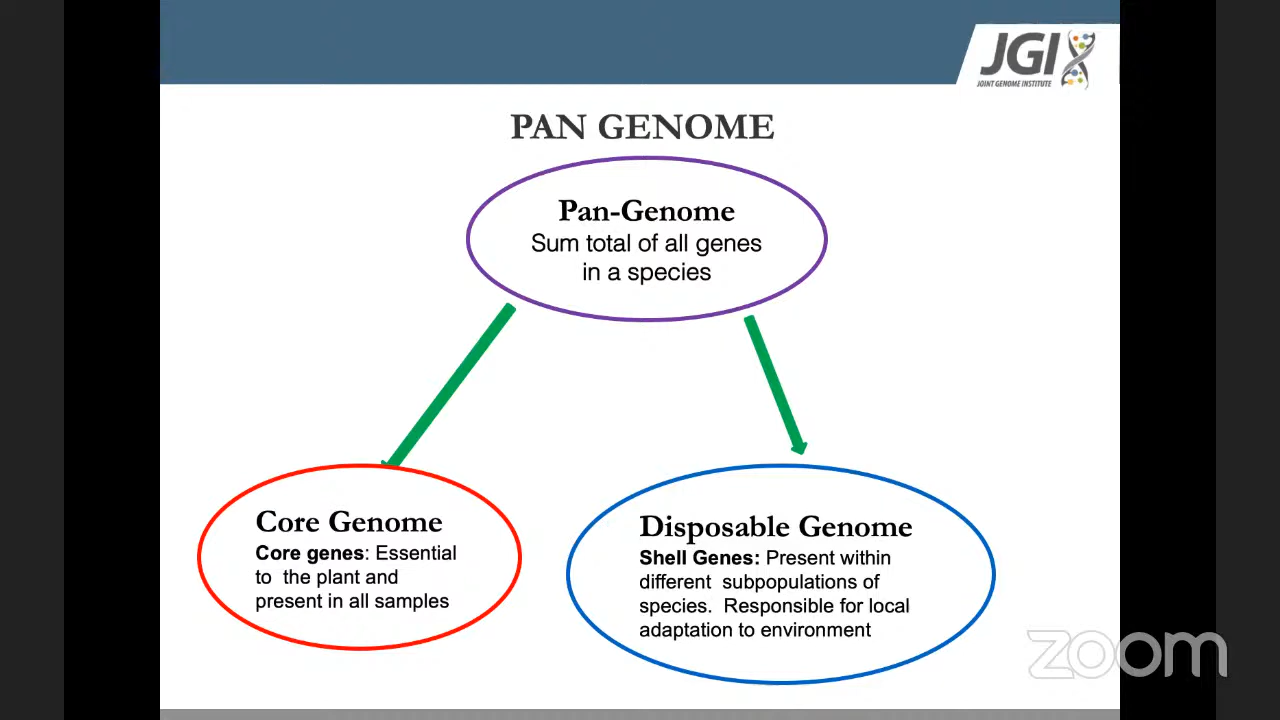 JGI
JOINT GENOME INSTITUTE
PAN GENOME
Pan-Genome
Sum total of all genes
in a species
Core Genome
Core genes: Essential
to the plant and
present in all samples
Disposable Genome
Shell Genes: Present within
different subpopulations of
species. Responsible for local
adaptation to environment
zoom